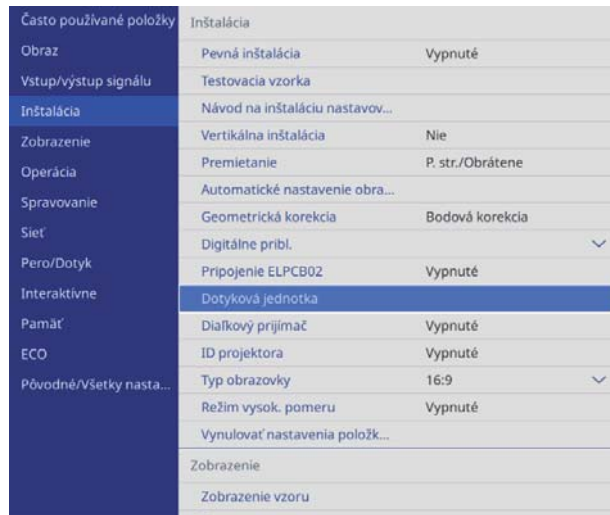 Často používané položky
Obraz
Vstup/výstup signálu
Inštalácia
Zobrazenie
Operácia
Spravovanie
Sieť
Pero/Dotyk
Interaktívne
Pamäť
ECO
Pôvodné/Všetky nasta...
Inštalácia
Pevná inštalácia Vypnuté
Testovacia vzorka
Návod na inštaláciu nastavov...
Vertikálna inštalácia Nie
Premietanie P. str./Obrátene
Automatické nastavenie obra...
Geometrická korekcia Bodová korekcia
Digitálne pribl.
Pripojenie ELPCB02 Vypnuté
Dotyková jednotka
Diaľkový prijímač Vypnuté
ID projektora Vypnuté
Typ obrazovky 16:9
Režim vysok. pomeru Vypnuté
Vynulovať nastavenia položk...
Zobrazenie
Zobrazenie vzoru